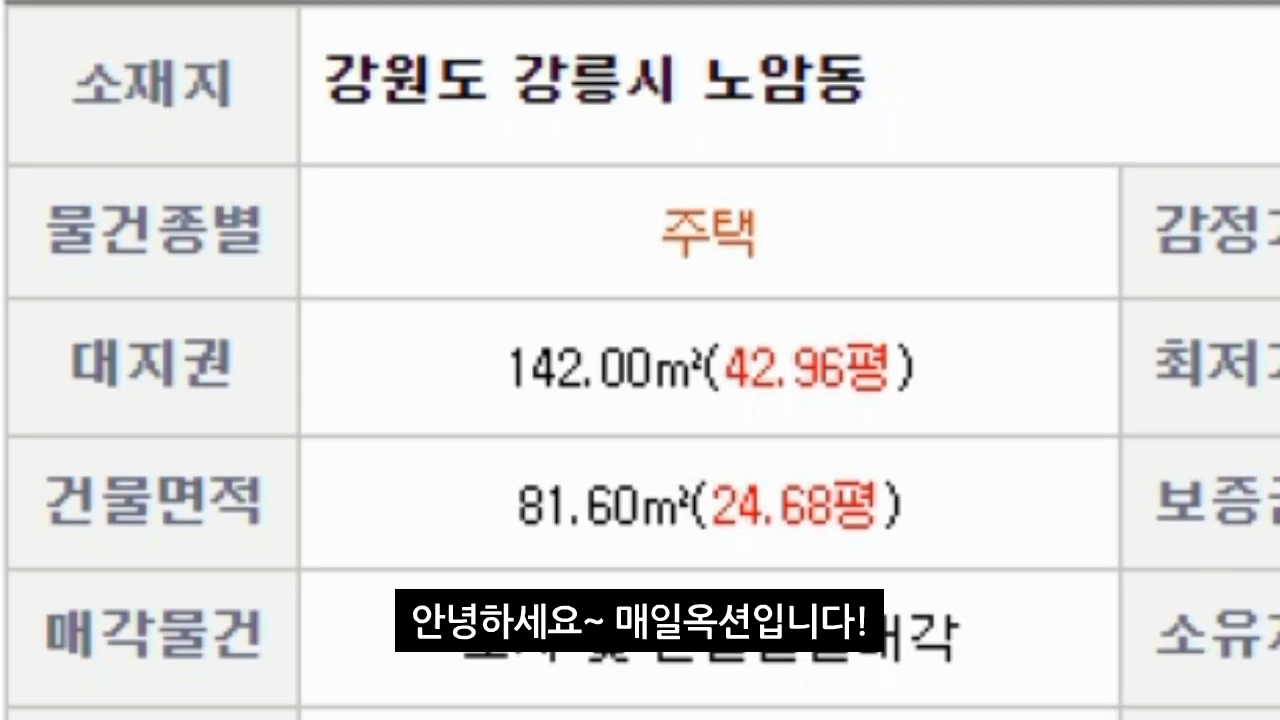 소재지 강원도 강릉시 노암동
물건종별 주택 감정
대지권 142.00m²(42.96평) 최저
건물면적 81.60m²(24.68평) 보증
매각물건 매각 소유
안녕하세요~ 매일옥션입니다!